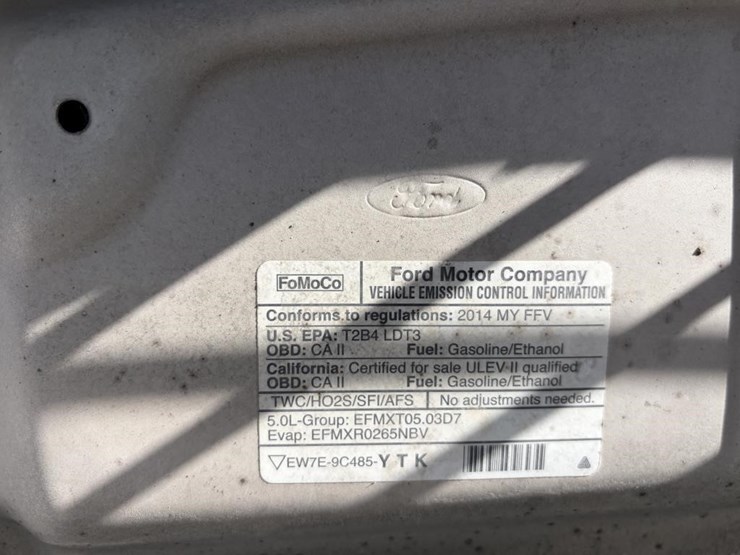 Ford
FoMoCo
Ford Motor Company
VEHICLE EMISSION CONTROL INFORMATION
Conforms to regulations: 2014 MY FFV
U.S. EPA: T2B4 LDT3
OBD: CA II Fuel: Gasoline/Ethanol
California: Certified for sale ULEV-II qualified
OBD: CA II Fuel: Gasoline/Ethanol
TWC/HO2S/SFI/AFS No adjustments needed.
5.0L-Group: EFMXT05.03D7
Evap: EFMXR0265NBV
EW7E-9C485-Y T K